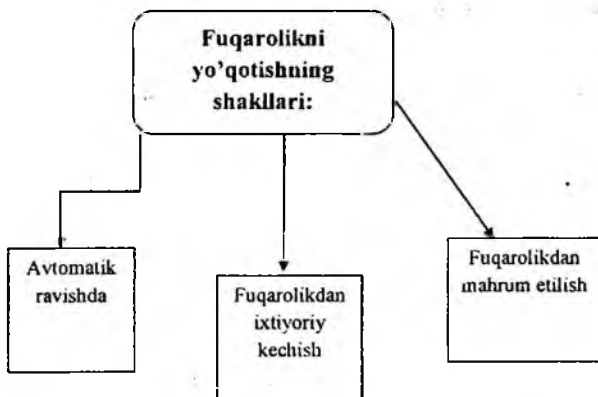 Fuqarolikni
yo’qotishning
shakllari:
Avtomatik
ravishda
Fuqarolikdan
ixtiyoriy
kechish
Fuqarolikdan
mahrum etilish